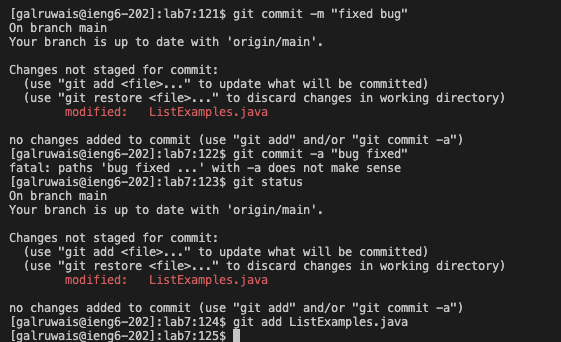 [galruwais@ieng6-202]:lab7:121$ git commit -m "fixed bug"
On branch main
Your branch is up to date with 'origin/main'.

Changes not staged for commit:
  (use "git add <file>..." to update what will be committed)
  (use "git restore <file>..." to discard changes in working directory)
        modified:   ListExamples.java

no changes added to commit (use "git add" and/or "git commit -a")
[galruwais@ieng6-202]:lab7:122$ git commit -a "bug fixed"
fatal: paths 'bug fixed ...' with -a does not make sense
[galruwais@ieng6-202]:lab7:123$ git status
On branch main
Your branch is up to date with 'origin/main'.

Changes not staged for commit:
  (use "git add <file>..." to update what will be committed)
  (use "git restore <file>..." to discard changes in working directory)
        modified:   ListExamples.java

no changes added to commit (use "git add" and/or "git commit -a")
[galruwais@ieng6-202]:lab7:124$ git add ListExamples.java
[galruwais@ieng6-202]:lab7:125$